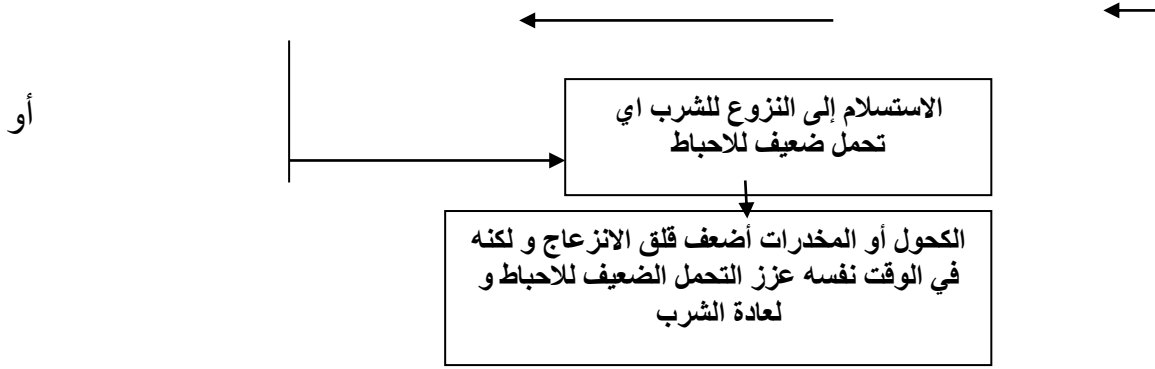 الاستسلام إلى النزوع للشرب اي
تحمل ضعيف للاحباط
أو
الكحول أو المخدرات أضعف قلق الانزعاج و لكنه
في الوقت نفسه عزز التحمل الضعيف للاحباط و
لعادة الشرب